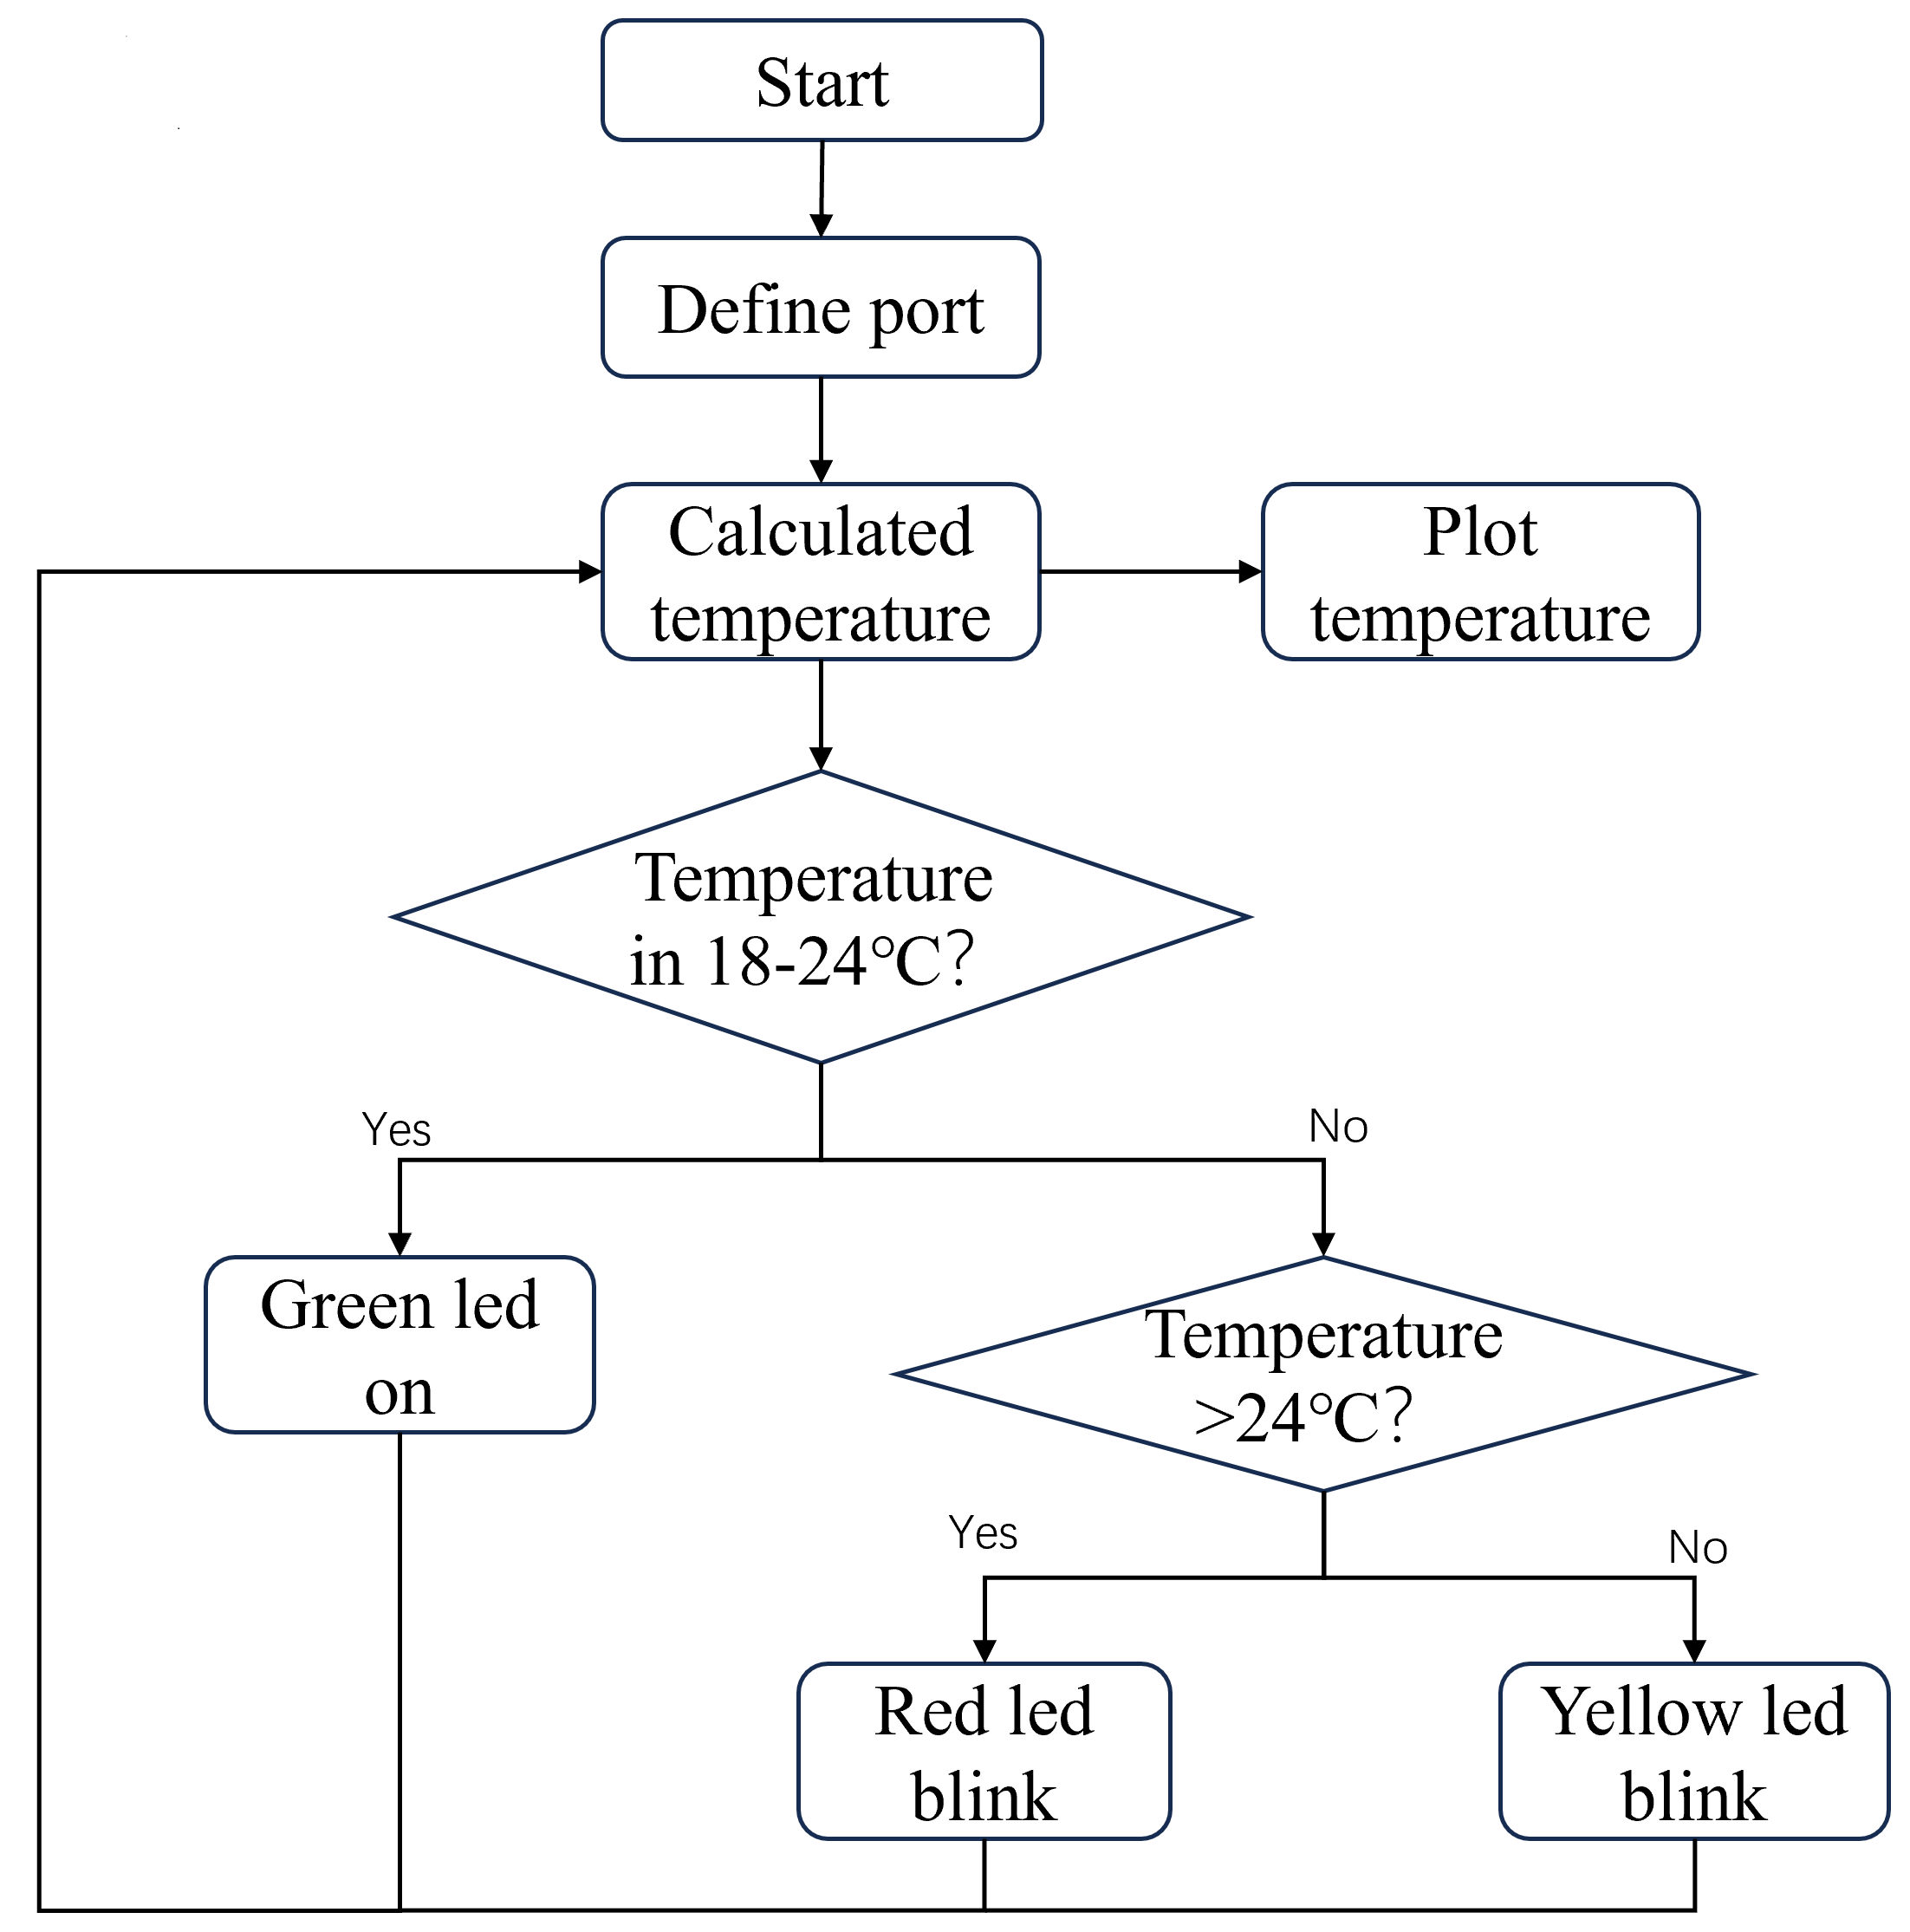 Start
Define port
Calculated
temperature
Plot
temperature
Temperature
in 18-24℃?
Yes
No
Green led
on
Temperature
>24℃?
Yes
No
Red led
blink
Yellow led
blink